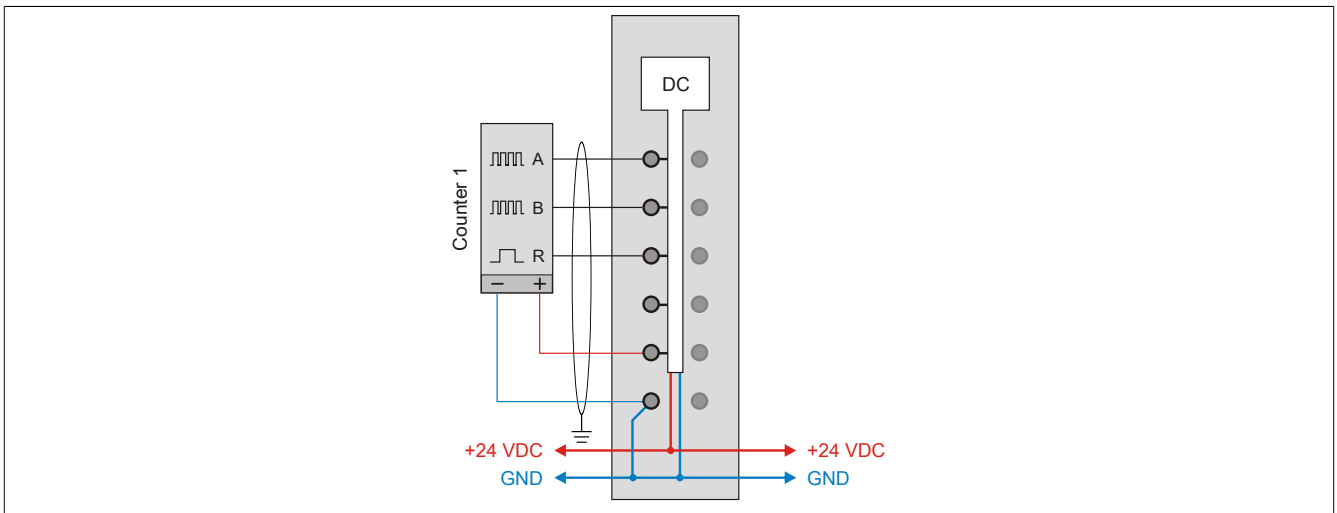 DC
Counter 1
A
B
R
− +
+24 VDC +24 VDC
GND GND